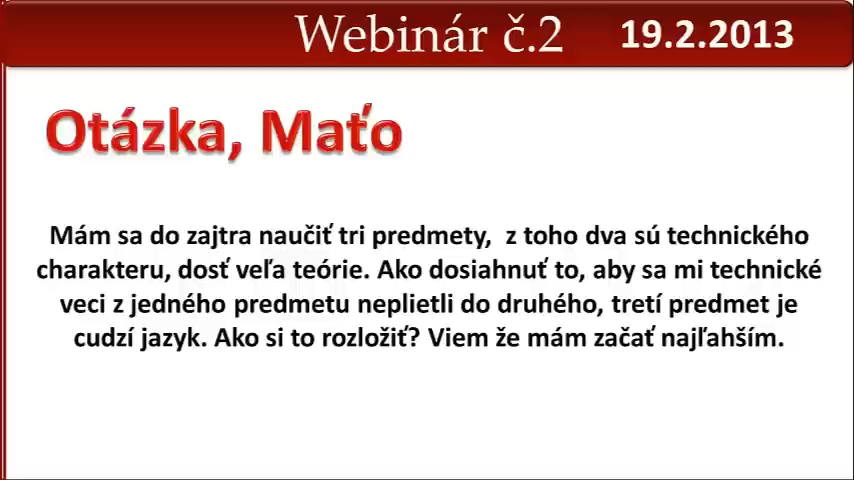 Webinár č.2 19.2.2013
Otázka, Maťo
Mám sa do zajtra naučiť tri predmety, z toho dva sú technického
charakteru, dosť veľa teórie. Ako dosiahnuť to, aby sa mi technické
veci z jedného predmetu neplietli do druhého, tretí predmet je
cudzí jazyk. Ako si to rozložiť? Viem že mám začať najľahším.